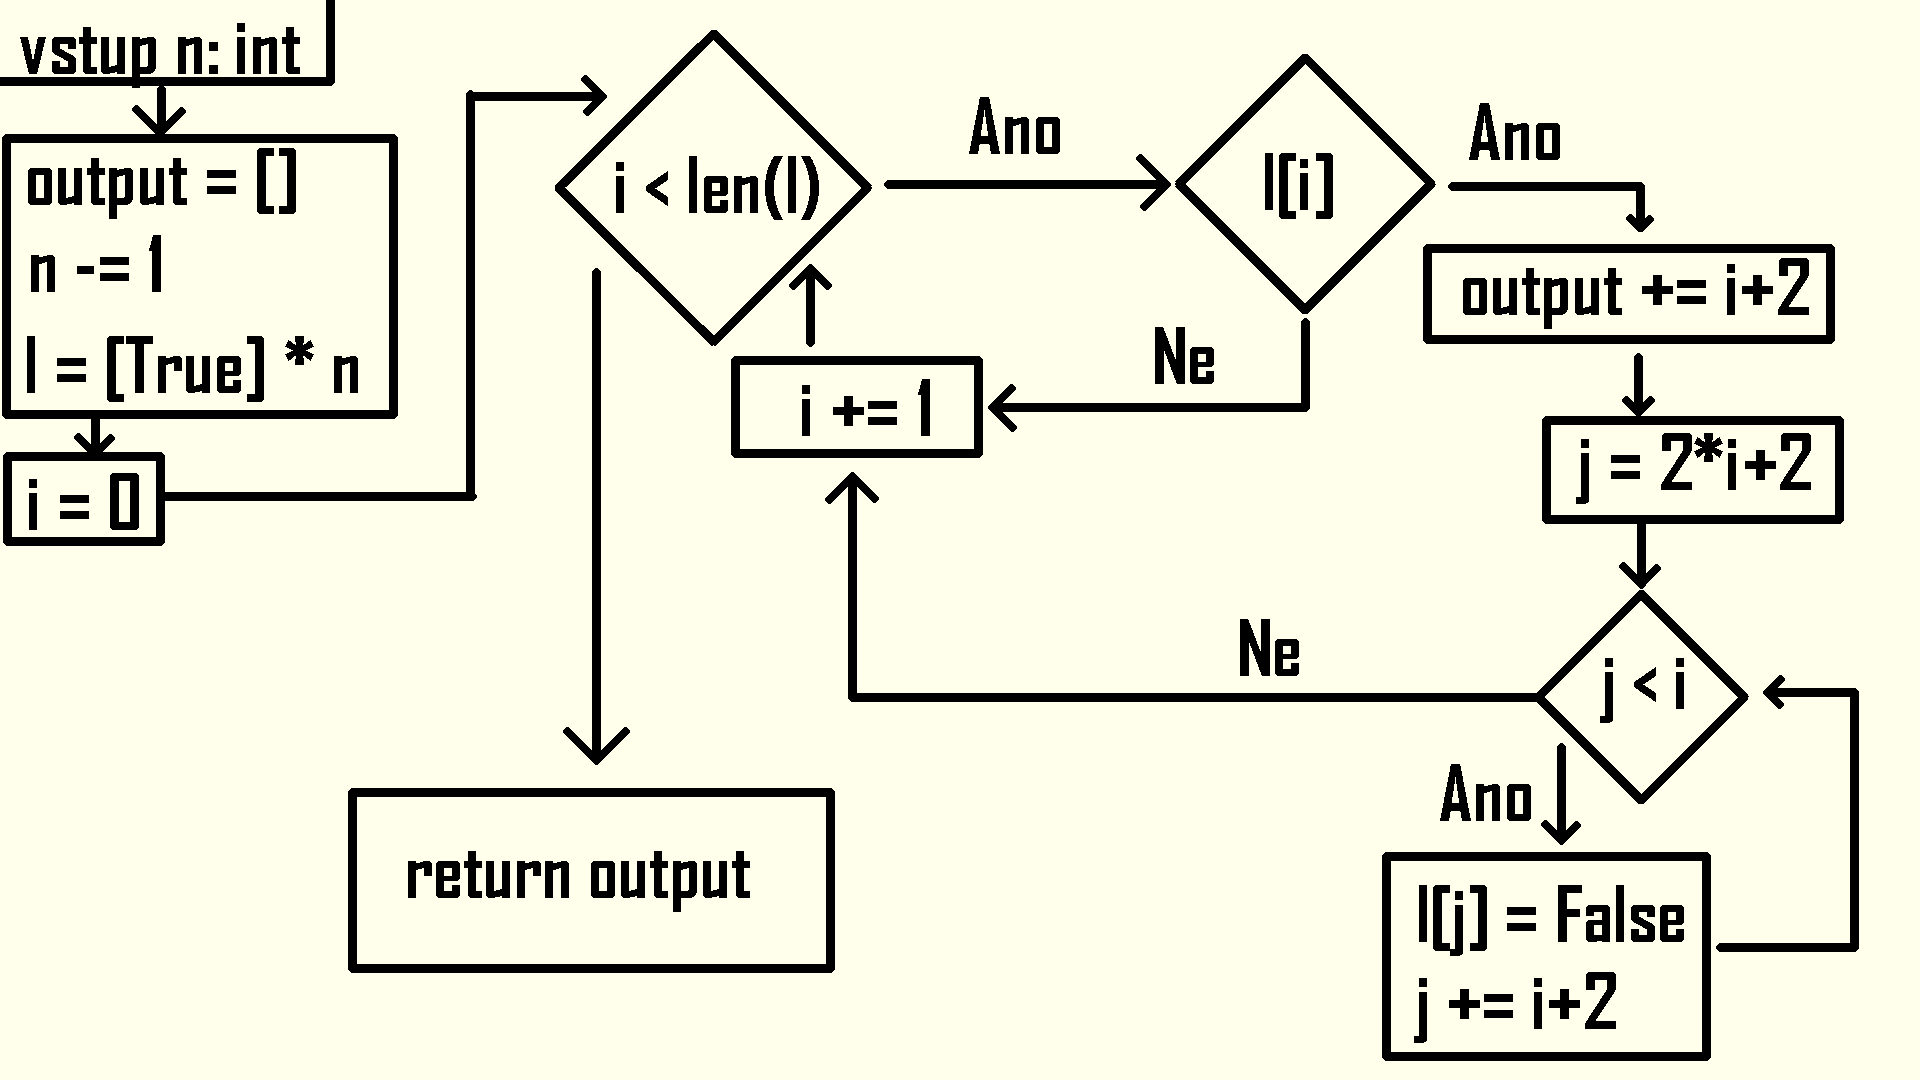 vstup n: int
output = []
n -= 1
l = [True] * n
i = 0
i < len(l)
Ano
l[i]
Ano
output += i+2
j = 2*i+2
Ne
i += 1
j < i
Ne
Ano
l[j] = False
j += i+2
return output